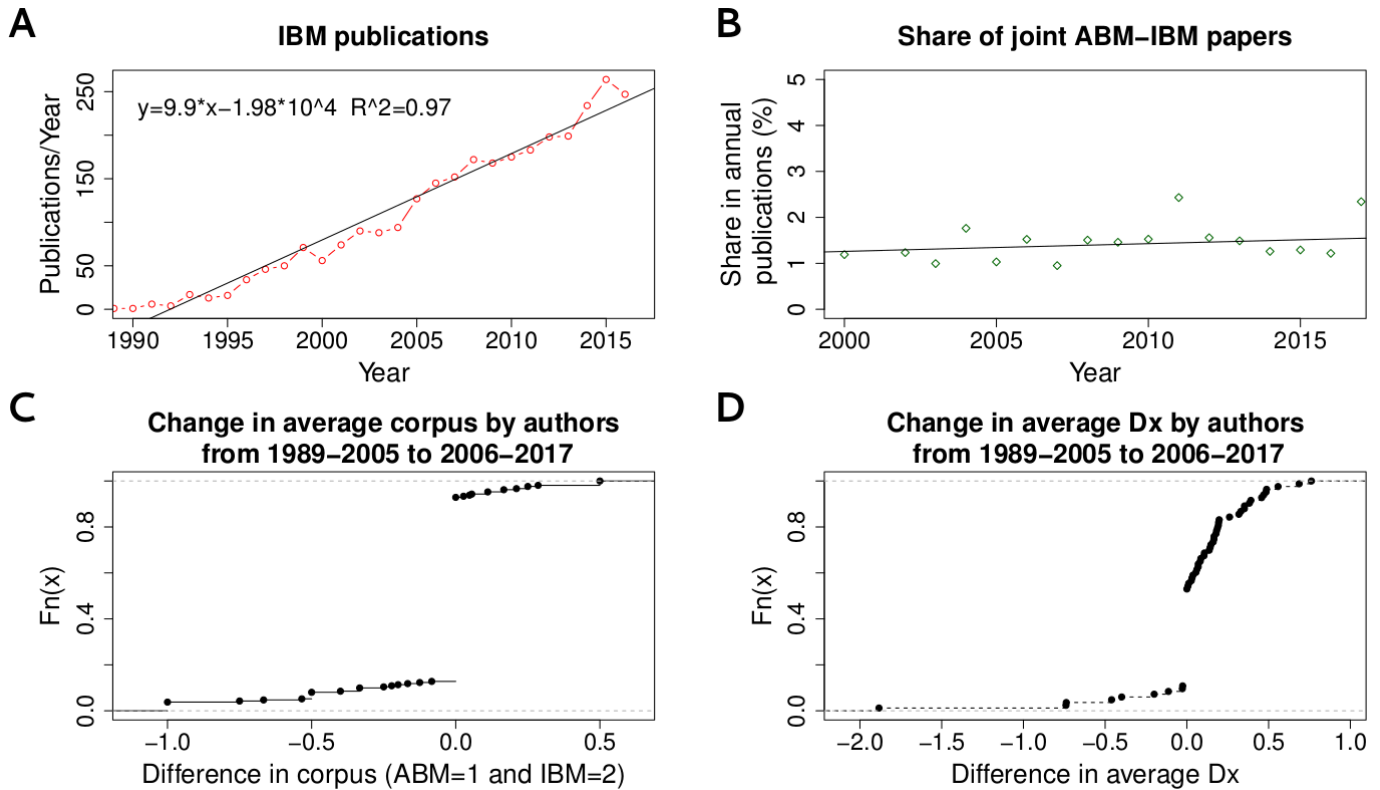 A
IBM publications
y=9.9*x−1.98*10^4 R^2=0.97
Publications/Year
0
50
150
250
1990
1995
2000
2005
2010
2015
Year
B
Share of joint ABM−IBM papers
Share in annual
publications (%)
0
1
2
3
4
5
2000
2005
2010
2015
Year
C
Change in average corpus by authors
from 1989−2005 to 2006−2017
Fn(x)
0.0
0.4
0.8
−1.0
−0.5
0.0
0.5
Difference in corpus (ABM=1 and IBM=2)
D
Change in average Dx by authors
from 1989−2005 to 2006−2017
Fn(x)
0.0
0.4
0.8
−2.0
−1.0
0.0
0.5
1.0
Difference in average Dx